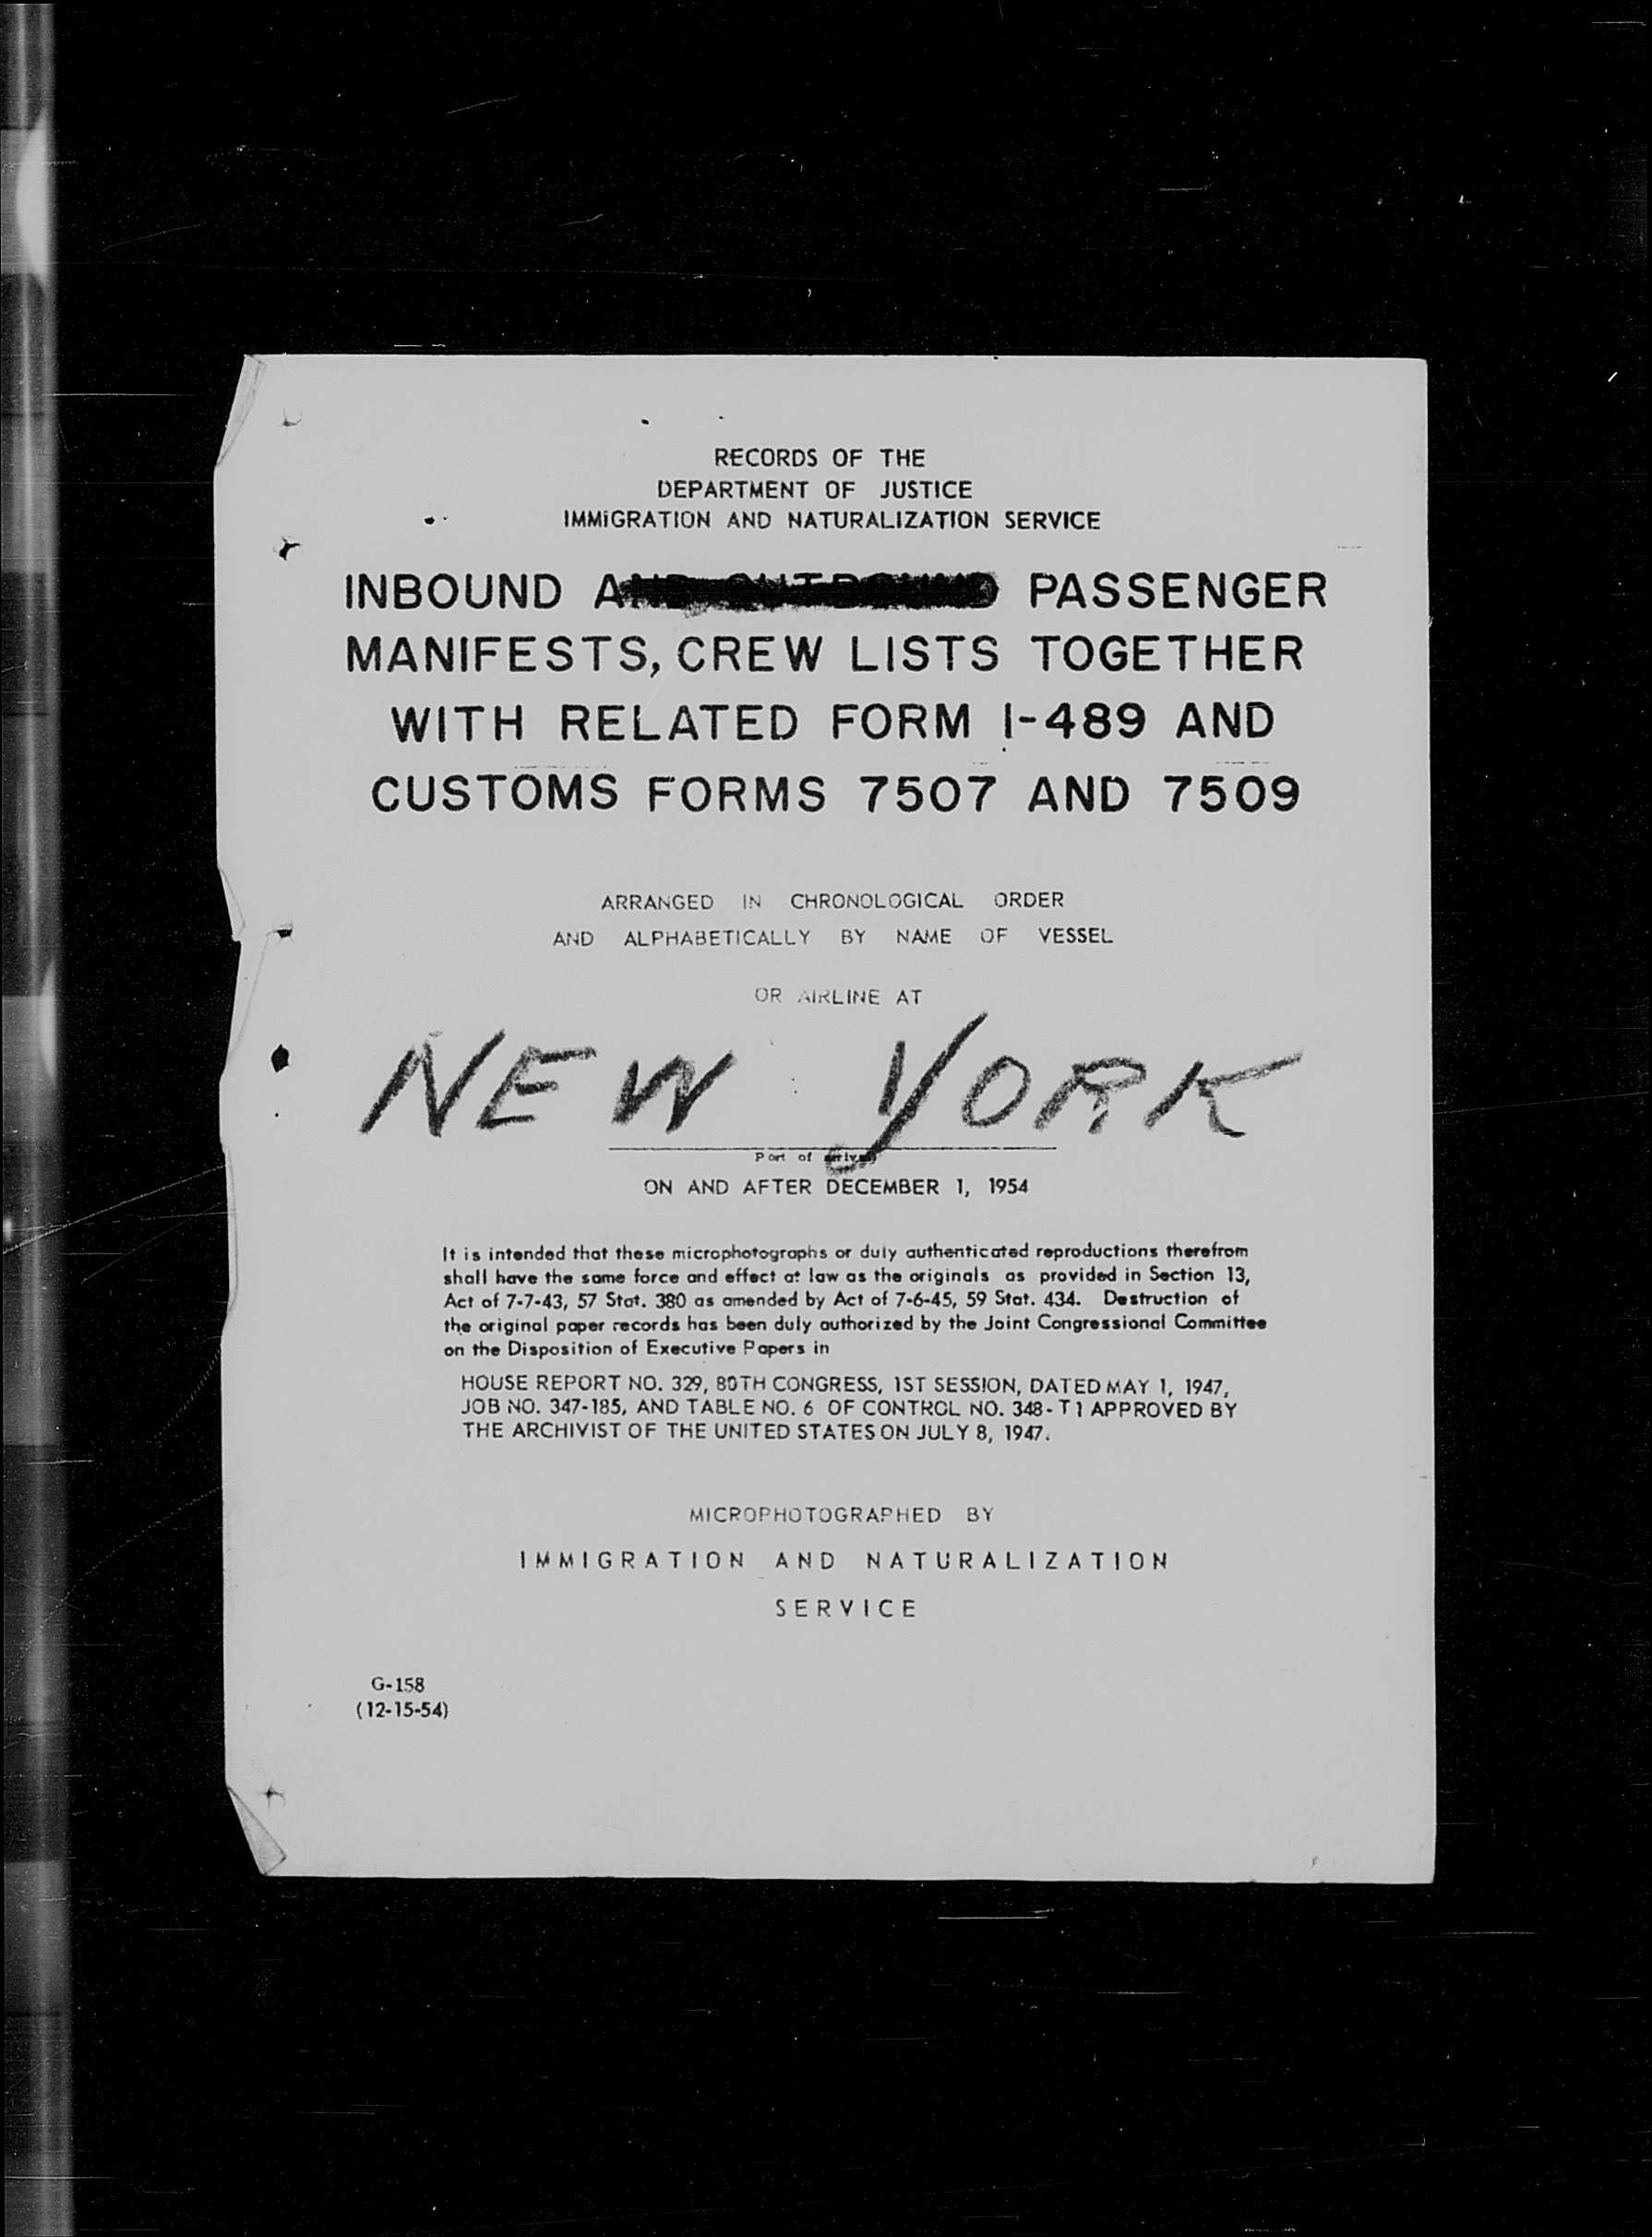 RECORDS OF THE
DEPARTMENT OF JUSTICE
IMMIGRATION AND NATURALIZATION SERVICE
INBOUND AND OUTBOUND PASSENGER
MANIFESTS, CREW LISTS TOGETHER
WITH RELATED FORM I-489 AND
CUSTOMS FORMS 7507 AND 7509
ARRANGED IN CHRONOLOGICAL ORDER
AND ALPHABETICALLY BY NAME OF VESSEL
OR AIRLINE AT
NEW YORK
Port of arrival
ON AND AFTER DECEMBER 1, 1954
It is intended that these microphotographs or duly authenticated reproductions therefrom
shall have the same force and effect at law as the originals as provided in Section 13,
Act of 7-7-43, 57 Stat. 380 as amended by Act of 7-6-45, 59 Stat. 434. Destruction of
the original paper records has been duly authorized by the Joint Congressional Committee
on the Disposition of Executive Papers in
HOUSE REPORT NO. 329, 80TH CONGRESS, 1ST SESSION, DATED MAY 1, 1947,
JOB NO. 347-185, AND TABLE NO. 6 OF CONTROL NO. 348-T1 APPROVED BY
THE ARCHIVIST OF THE UNITED STATES ON JULY 8, 1947.
MICROPHOTOGRAPHED BY
IMMIGRATION AND NATURALIZATION
SERVICE
G-158
(12-15-54)